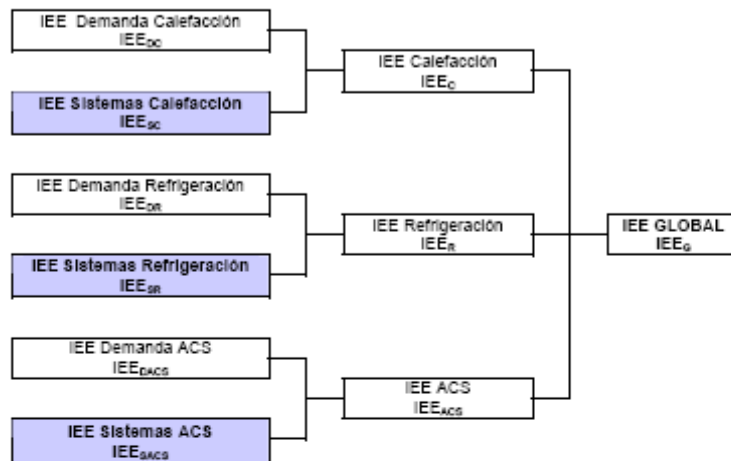 IEE Demanda Calefacción
IEE_DC
IEE Sistemas Calefacción
IEE_SC
IEE Demanda Refrigeración
IEE_DR
IEE Sistemas Refrigeración
IEE_SR
IEE Demanda ACS
IEE_DACS
IEE Sistemas ACS
IEE_SACS
IEE Calefacción
IEE_C
IEE Refrigeración
IEE_R
IEE ACS
IEE_ACS
IEE GLOBAL
IEE_G